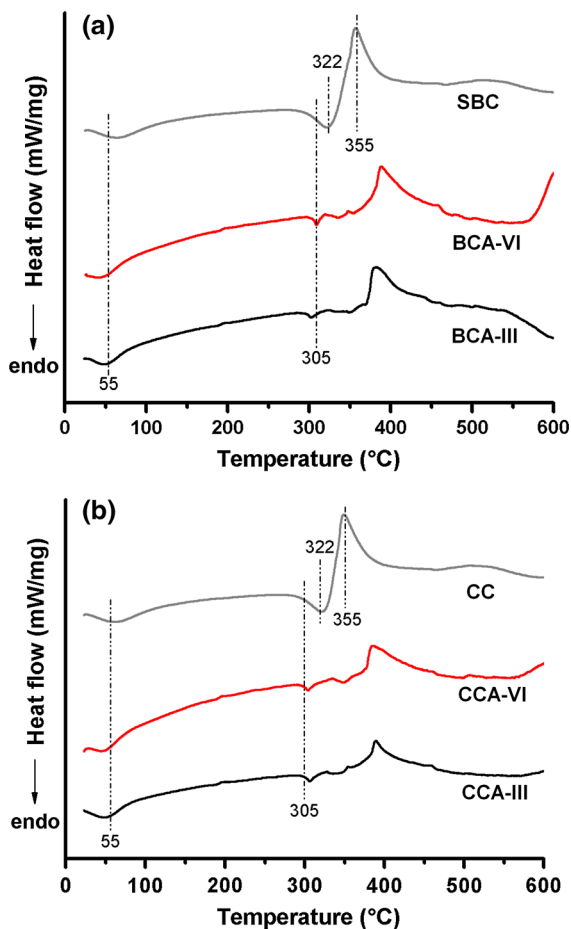 (a)
322
SBC
355
BCA-VI
BCA-III
305
55
Heat flow (mW/mg)
endo
0 100 200 300 400 500 600
Temperature (°C)
(b)
322
CC
355
CCA-VI
CCA-III
305
55
Heat flow (mW/mg)
endo
0 100 200 300 400 500 600
Temperature (°C)